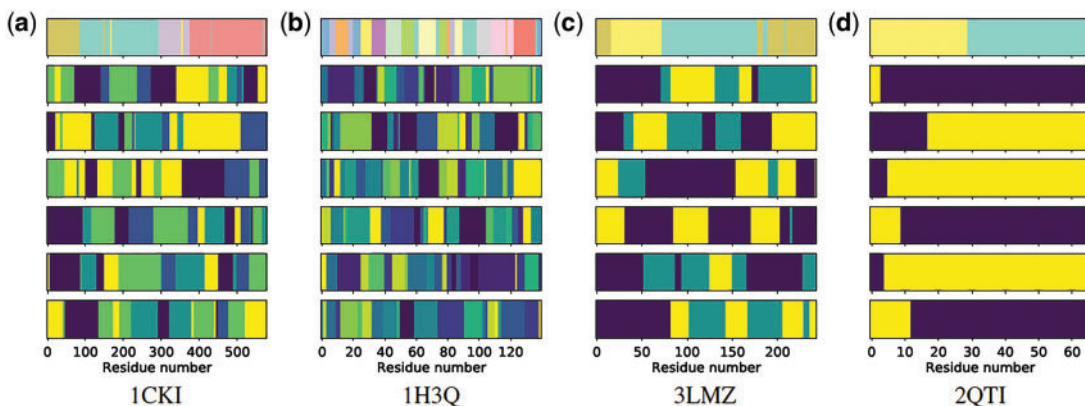 (a) (b) (c) (d)
0 100 200 300 400 500 0 20 40 60 80 100 120 0 50 100 150 200 0 10 20 30 40 50 60
Residue number Residue number Residue number Residue number
1CKI 1H3Q 3LMZ 2QTI